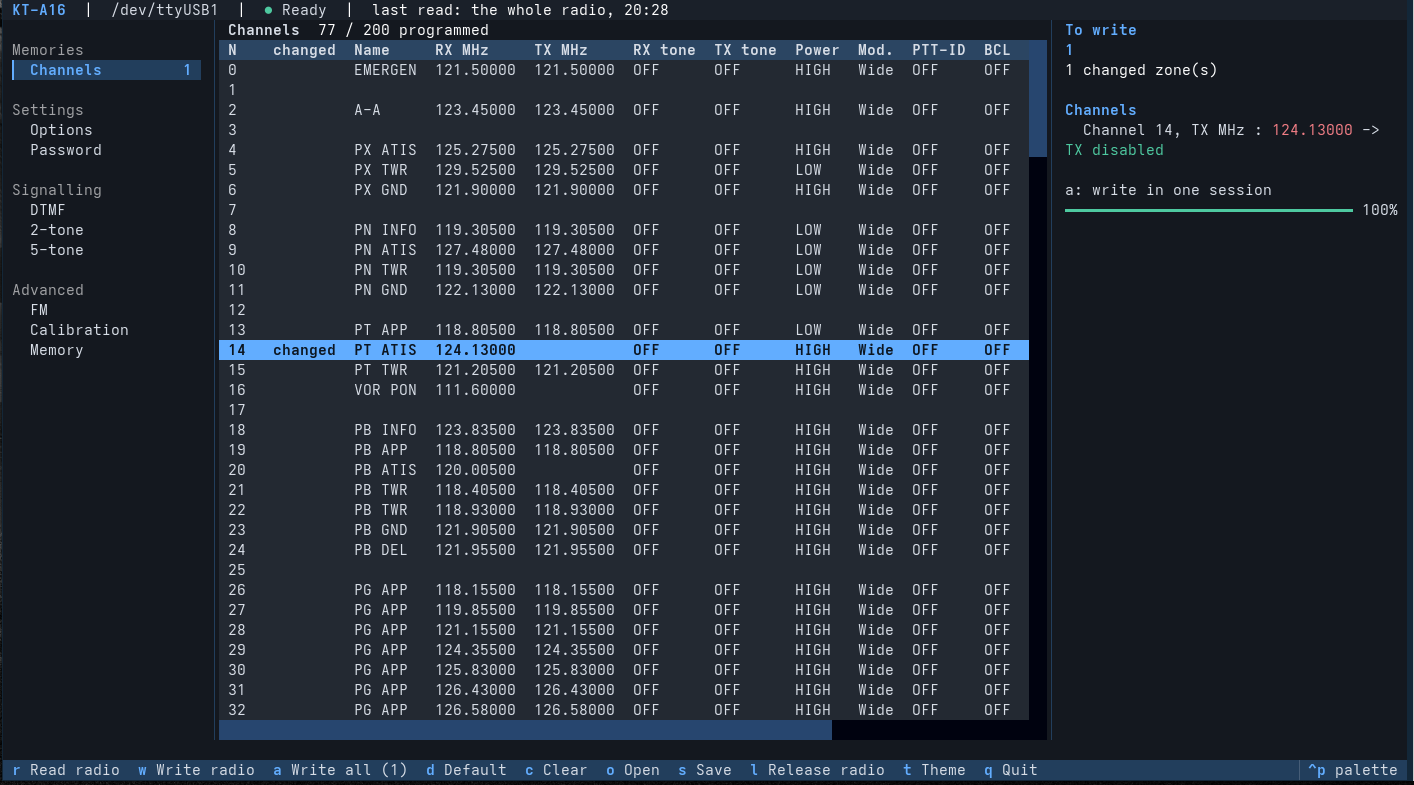 KT-A16 | /dev/ttyUSB1 | ● Ready | last read: the whole radio, 20:28
Memories
Channels 1
Settings
Options
Password
Signalling
DTMF
2-tone
5-tone
Advanced
FM
Calibration
Memory
Channels 77 / 200 programmed
N changed Name RX MHz TX MHz RX tone TX tone Power Mod. PTT-ID BCL
0 EMERGEN 121.50000 121.50000 OFF OFF HIGH Wide OFF OFF
1
2 A-A 123.45000 123.45000 OFF OFF HIGH Wide OFF OFF
3
4 PX ATIS 125.27500 125.27500 OFF OFF HIGH Wide OFF OFF
5 PX TWR 129.52500 129.52500 OFF OFF LOW Wide OFF OFF
6 PX GND 121.90000 121.90000 OFF OFF HIGH Wide OFF OFF
7
8 PN INFO 119.30500 119.30500 OFF OFF LOW Wide OFF OFF
9 PN ATIS 127.48000 127.48000 OFF OFF LOW Wide OFF OFF
10 PN TWR 119.30500 119.30500 OFF OFF LOW Wide OFF OFF
11 PN GND 122.13000 122.13000 OFF OFF LOW Wide OFF OFF
12
13 PT APP 118.80500 118.80500 OFF OFF LOW Wide OFF OFF
14 changed PT ATIS 124.13000 OFF OFF HIGH Wide OFF OFF
15 PT TWR 121.20500 121.20500 OFF OFF HIGH Wide OFF OFF
16 VOR PON 111.60000 OFF OFF HIGH Wide OFF OFF
17
18 PB INFO 123.83500 123.83500 OFF OFF HIGH Wide OFF OFF
19 PB APP 118.80500 118.80500 OFF OFF HIGH Wide OFF OFF
20 PB ATIS 120.00500 OFF OFF HIGH Wide OFF OFF
21 PB TWR 118.40500 118.40500 OFF OFF HIGH Wide OFF OFF
22 PB TWR 118.93000 118.93000 OFF OFF HIGH Wide OFF OFF
23 PB GND 121.90500 121.90500 OFF OFF HIGH Wide OFF OFF
24 PB DEL 121.95500 121.95500 OFF OFF HIGH Wide OFF OFF
25
26 PG APP 118.15500 118.15500 OFF OFF HIGH Wide OFF OFF
27 PG APP 119.85500 119.85500 OFF OFF HIGH Wide OFF OFF
28 PG APP 121.15500 121.15500 OFF OFF HIGH Wide OFF OFF
29 PG APP 124.35500 124.35500 OFF OFF HIGH Wide OFF OFF
30 PG APP 125.83000 125.83000 OFF OFF HIGH Wide OFF OFF
31 PG APP 126.43000 126.43000 OFF OFF HIGH Wide OFF OFF
32 PG APP 126.58000 126.58000 OFF OFF HIGH Wide OFF OFF
To write
1
1 changed zone(s)
Channels
Channel 14, TX MHz : 124.13000 ->
TX disabled
a: write in one session
100%
r Read radio w Write radio a Write all (1) d Default c Clear o Open s Save l Release radio t Theme q Quit ^p palette